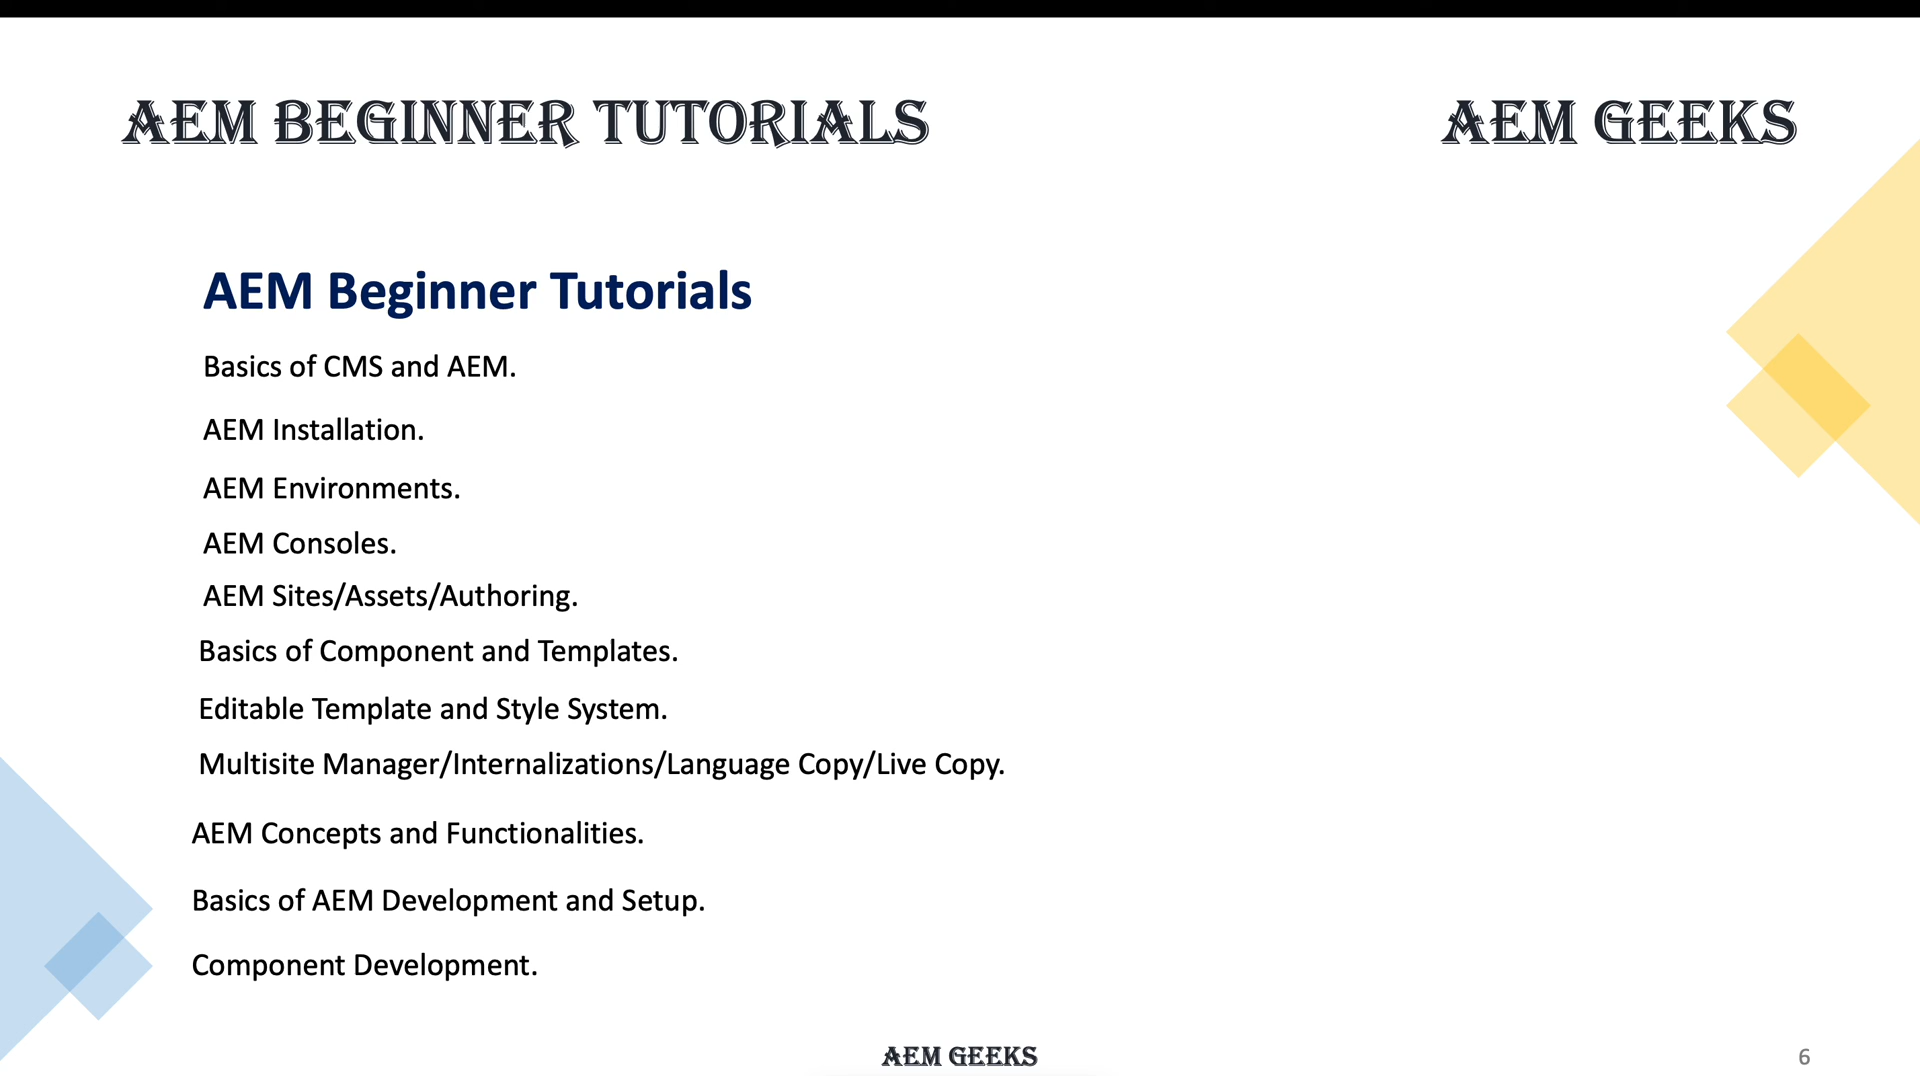 AEM BEGINNER TUTORIALS
AEM GEEKS
AEM Beginner Tutorials
Basics of CMS and AEM.
AEM Installation.
AEM Environments.
AEM Consoles.
AEM Sites/Assets/Authoring.
Basics of Component and Templates.
Editable Template and Style System.
Multisite Manager/Internalizations/Language Copy/Live Copy.
AEM Concepts and Functionalities.
Basics of AEM Development and Setup.
Component Development.
AEM GEEKS
6